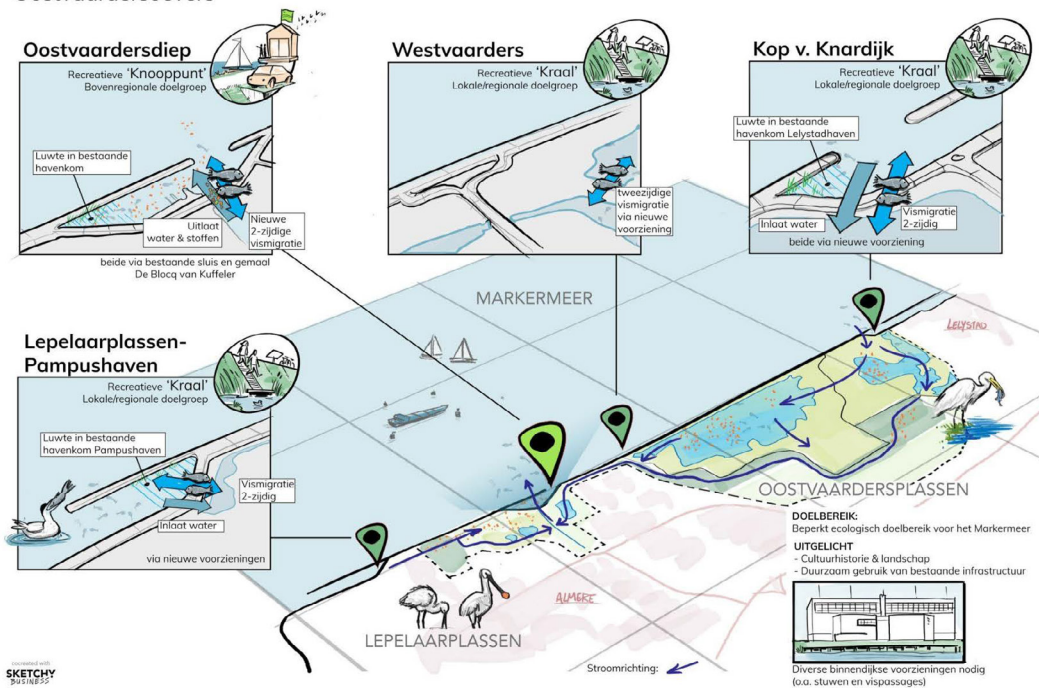 Oostvaardersdiep
Recreatieve 'Knooppunt'
Bovenregionale doelgroep
Luwte in bestaande
havenkom
Uitlaat
water & stoffen
Nieuwe
2-zijdige
vismigratie
beide via bestaande sluis en gemaal
De Blocq van Kuffeler
Westvaarders
Recreatieve 'Kraal'
Lokale/regionale doelgroep
tweezijdige
vismigratie
via nieuwe
voorziening
Kop v. Knardijk
Recreatieve 'Kraal'
Lokale/regionale doelgroep
Luwte in bestaande
havenkom Lelystadhaven
Inlaat water
Vismigratie
2-zijdig
beide via nieuwe voorziening
Lepelaarplassen-
Pampushaven
Recreatieve 'Kraal'
Lokale/regionale doelgroep
Luwte in bestaande
havenkom Pampushaven
Vismigratie
2-zijdig
Inlaat water
via nieuwe voorzieningen
MARKERMEER
LELYSTAD
OOSTVAARDERSPLASSEN
ALMERE
LEPELAARPLASSEN
DOELBEREIK:
Beperkt ecologisch doelbereik voor het Markermeer
UITGELICHT
- Cultuurhistorie & landschap
- Duurzaam gebruik van bestaande infrastructuur
Diverse binnendijkse voorzieningen nodig
(o.a. stuwen en vispassages)
Stroomrichting:
cocreated with
SKETCHY
BUSINESS